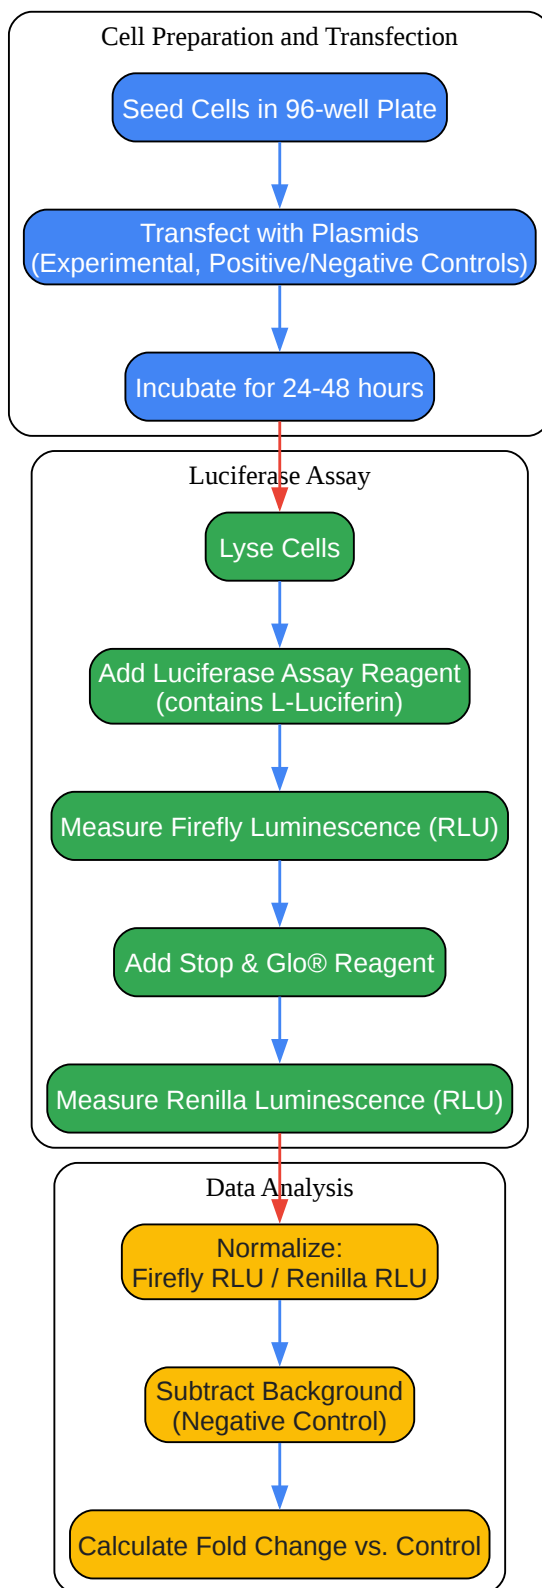 Cell Preparation and Transfection
Seed Cells in 96-well Plate
Transfect with Plasmids
(Experimental, Positive/Negative Controls)
Incubate for 24-48 hours
Luciferase Assay
Lyse Cells
Add Luciferase Assay Reagent
(contains L-Luciferin)
Measure Firefly Luminescence (RLU)
Add Stop & Glo® Reagent
Measure Renilla Luminescence (RLU)
Data Analysis
Normalize:
Firefly RLU / Renilla RLU
Subtract Background
(Negative Control)
Calculate Fold Change vs. Control